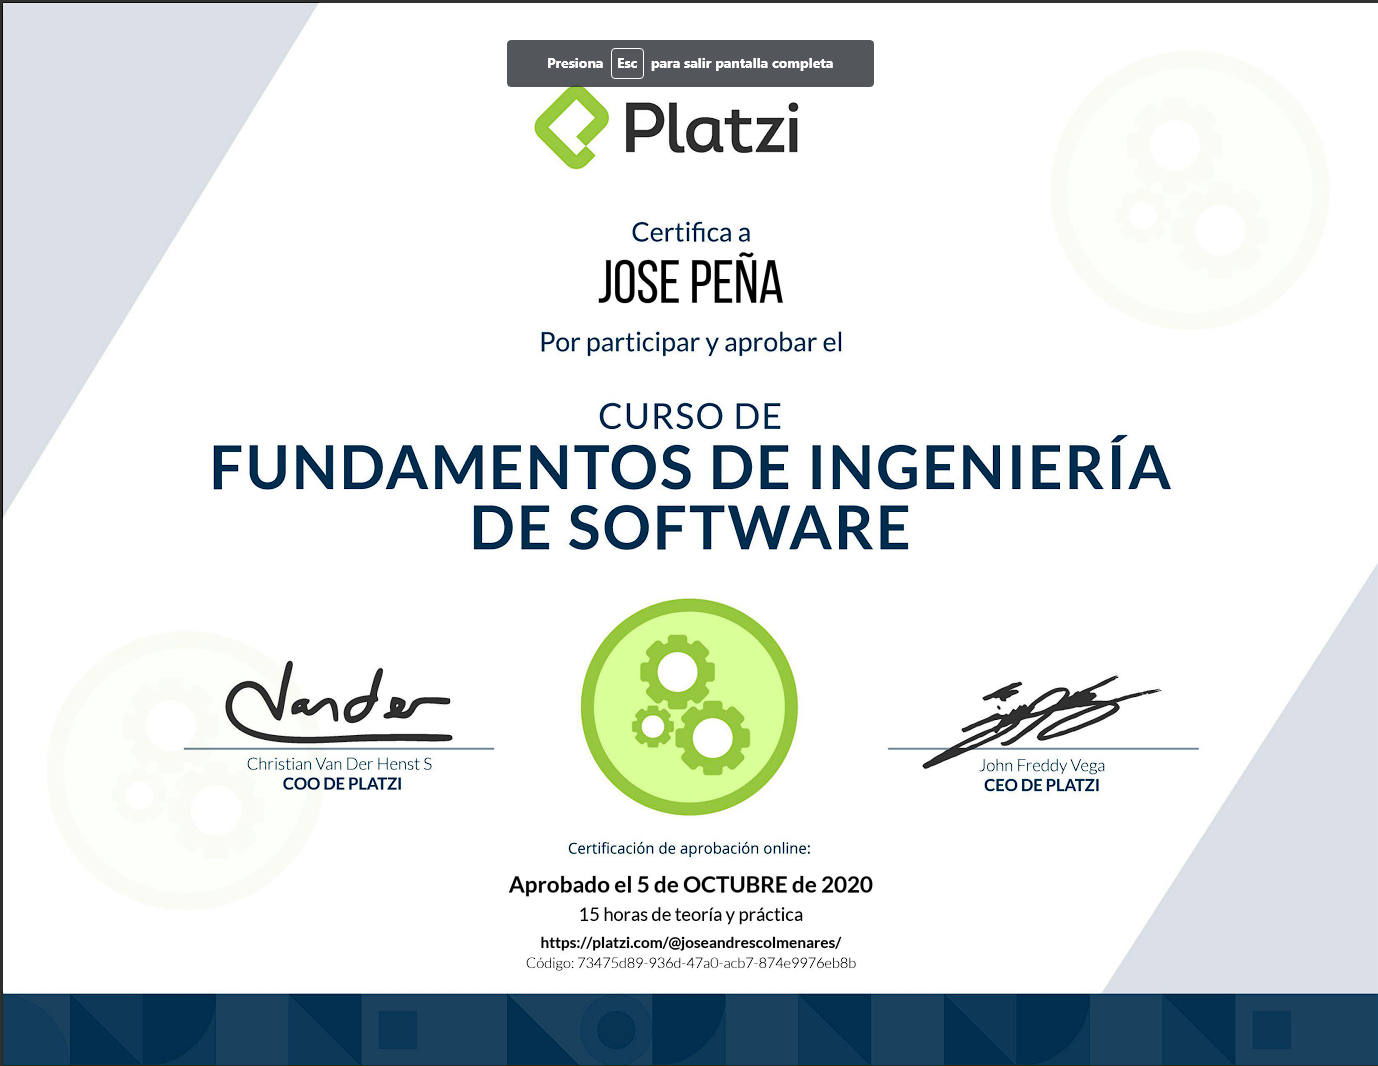 Presiona Esc para salir pantalla completa
Platzi
Certifica a
JOSE PEÑA
Por participar y aprobar el
CURSO DE
FUNDAMENTOS DE INGENIERÍA
DE SOFTWARE
Vander
Christian Van Der Henst S
COO DE PLATZI
John Freddy Vega
CEO DE PLATZI
Certificación de aprobación online:
Aprobado el 5 de OCTUBRE de 2020
15 horas de teoría y práctica
https://platzi.com/@joseandrescolmenares/
Código: 73475d89-936d-47a0-acb7-874e9976eb8b